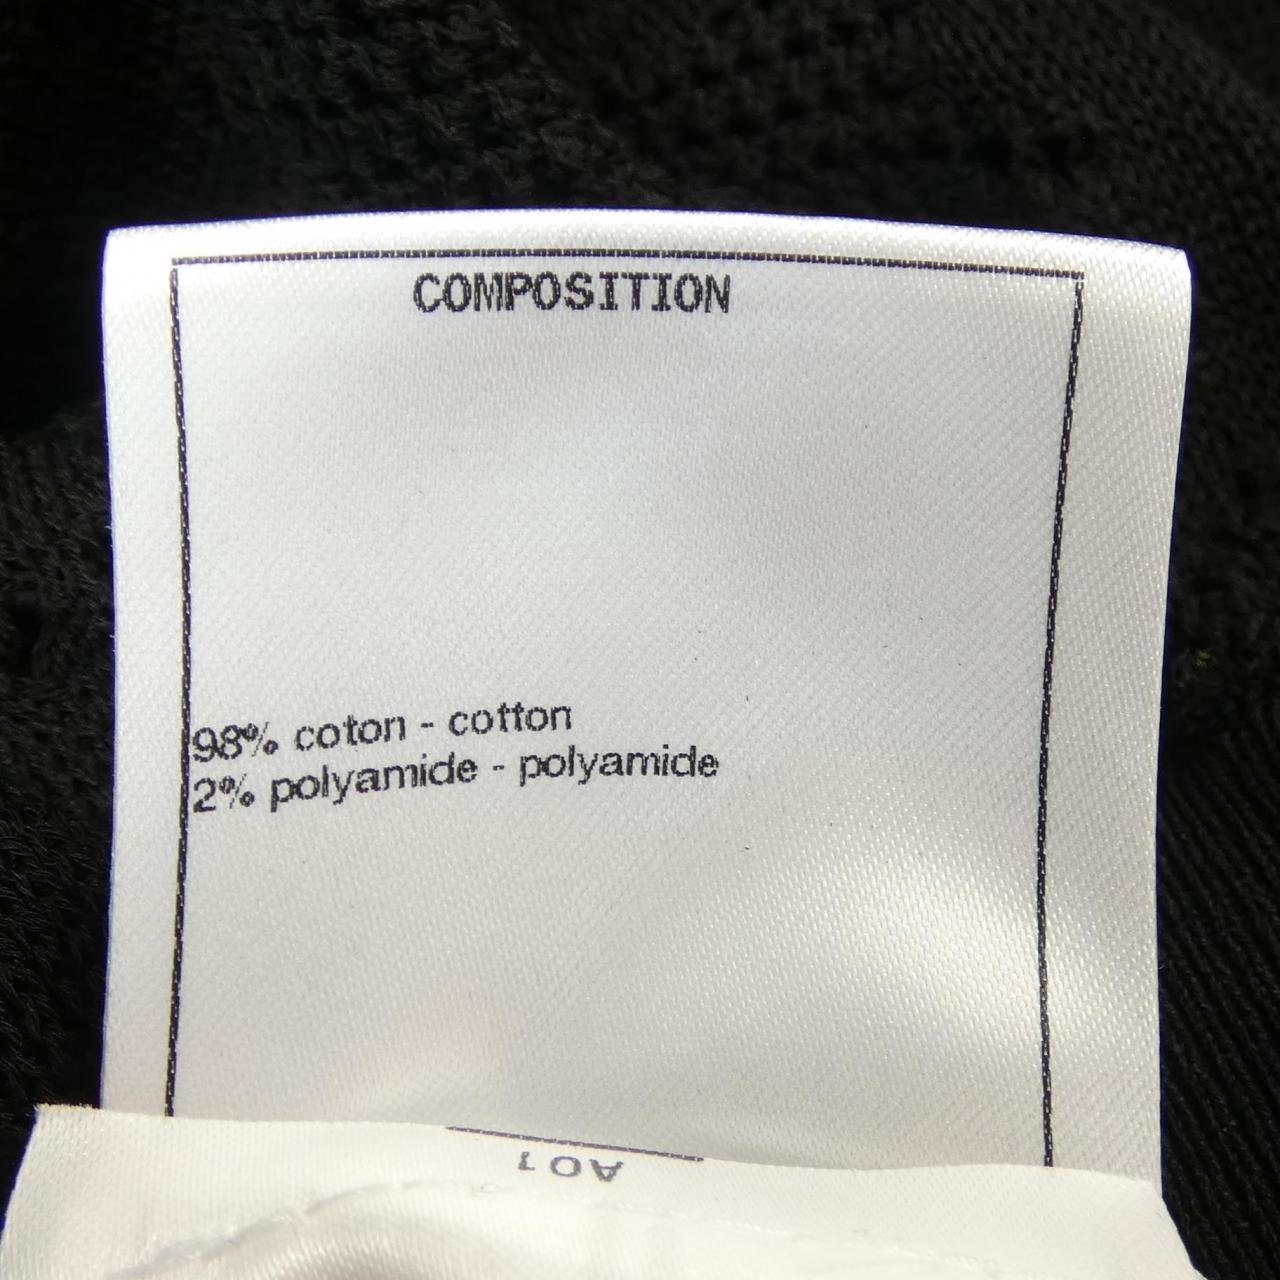 COMPOSITION
98% coton - cotton
2% polyamide - polyamide
A01